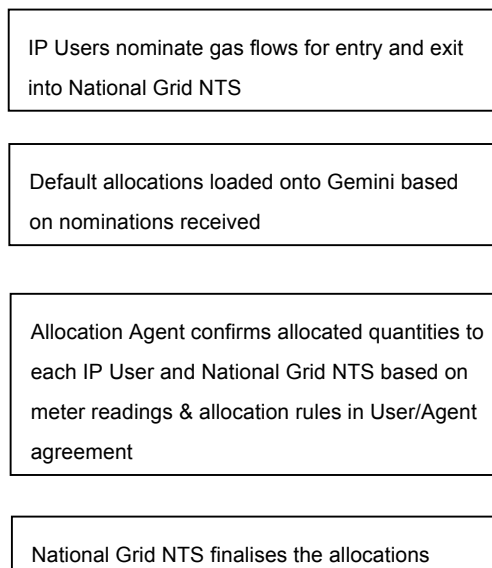 IP Users nominate gas flows for entry and exit
into National Grid NTS
Default allocations loaded onto Gemini based
on nominations received
Allocation Agent confirms allocated quantities to
each IP User and National Grid NTS based on
meter readings & allocation rules in User/Agent
agreement
National Grid NTS finalises the allocations